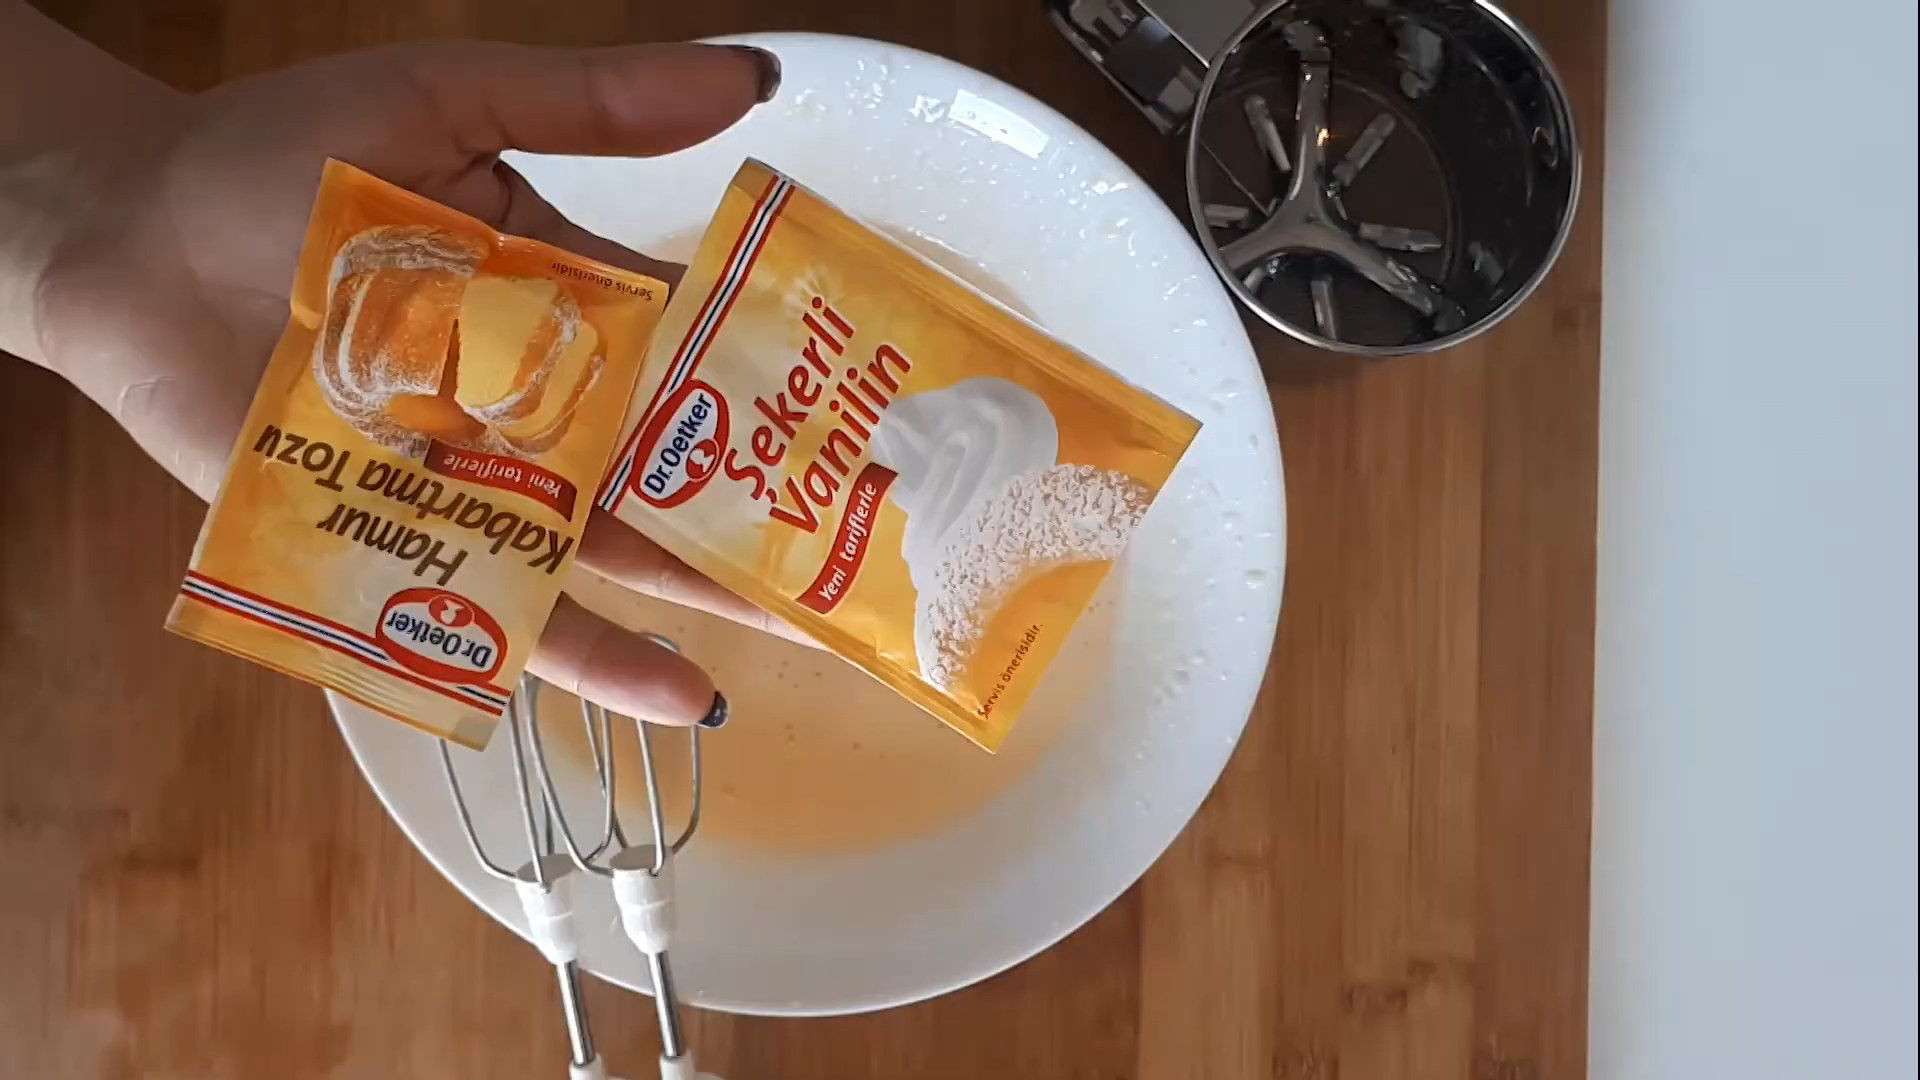 Dr.Oetker
Hamur
Kabartma Tozu
Yeni tariflerle
Servis önerisidir.
Dr.Oetker
Şekerli
Vanilin
Yeni tariflerle
Servis önerisidir.